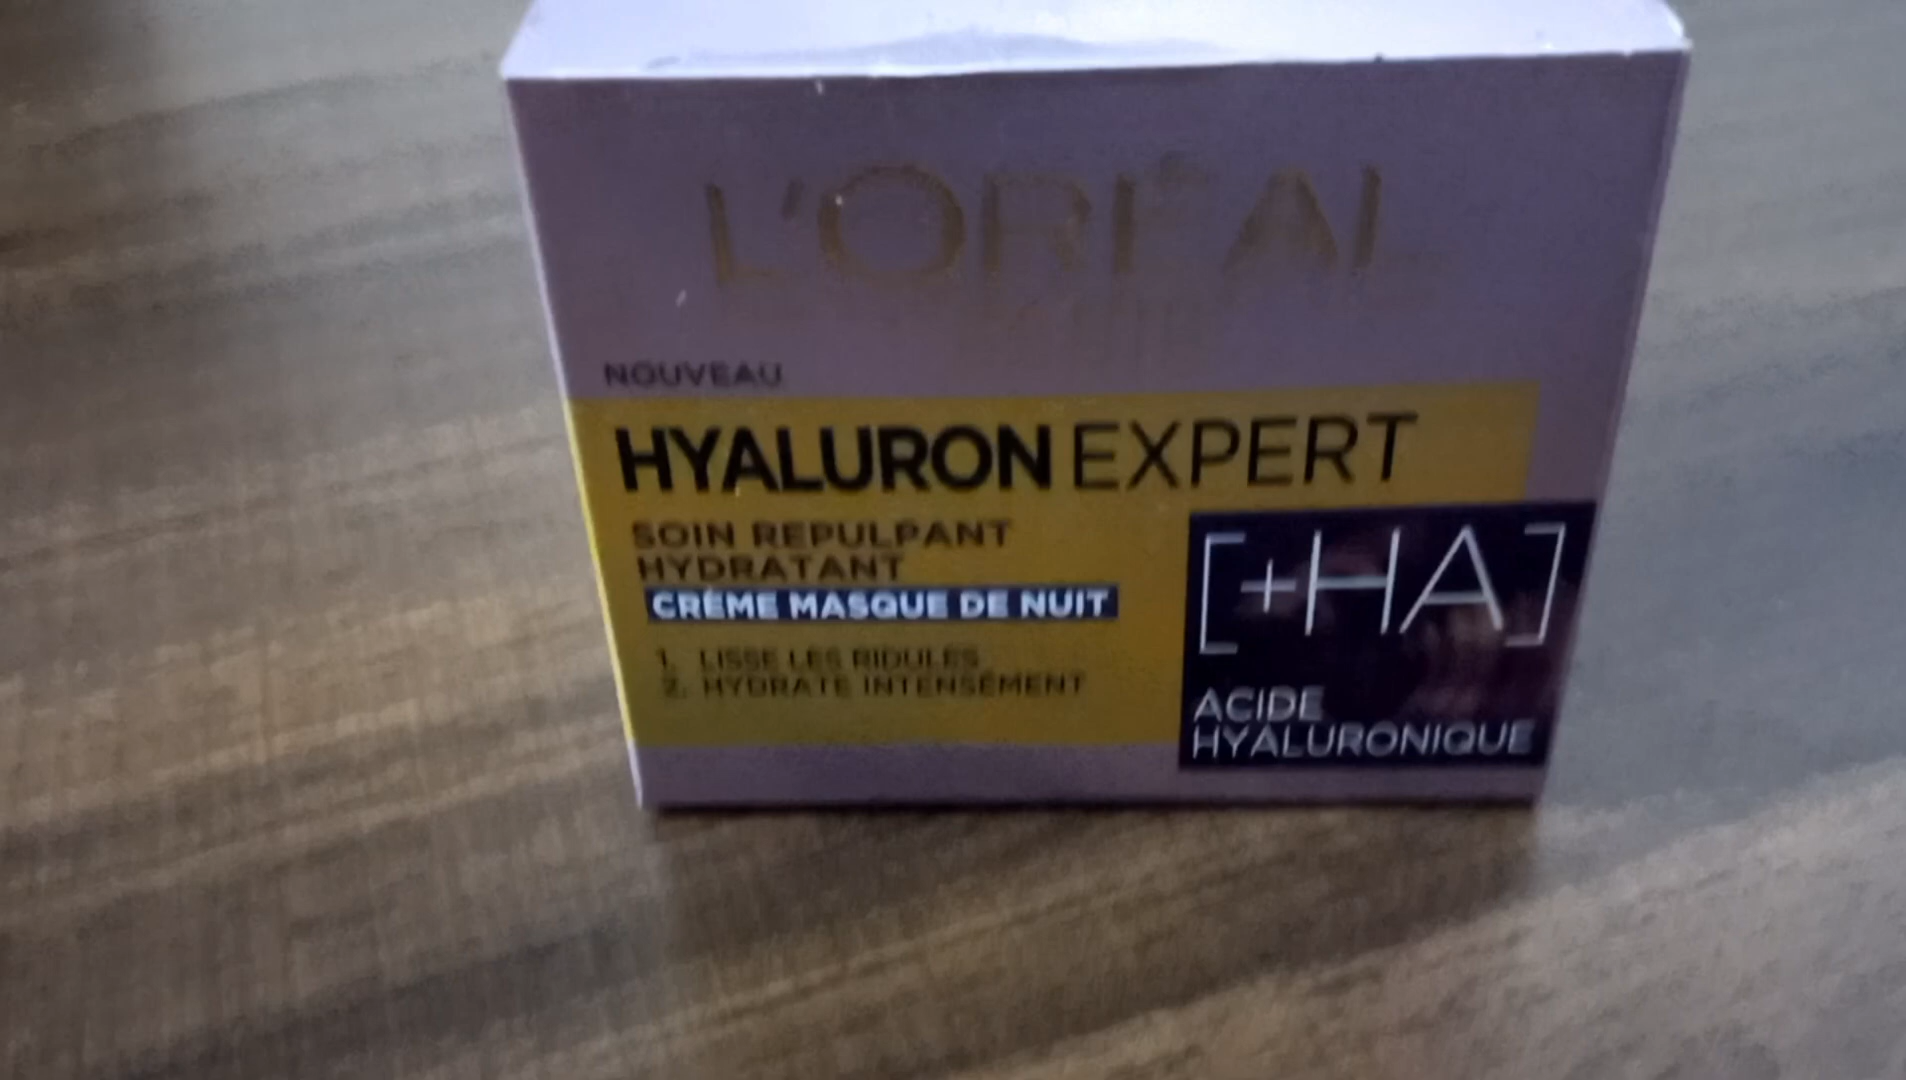 L'ORÉAL
NOUVEAU
HYALURON EXPERT
SOIN REPULPANT
HYDRATANT
CRÈME MASQUE DE NUIT
1. LISSE LES RIDULES
2. HYDRATE INTENSÉMENT
[+HA]
ACIDE
HYALURONIQUE